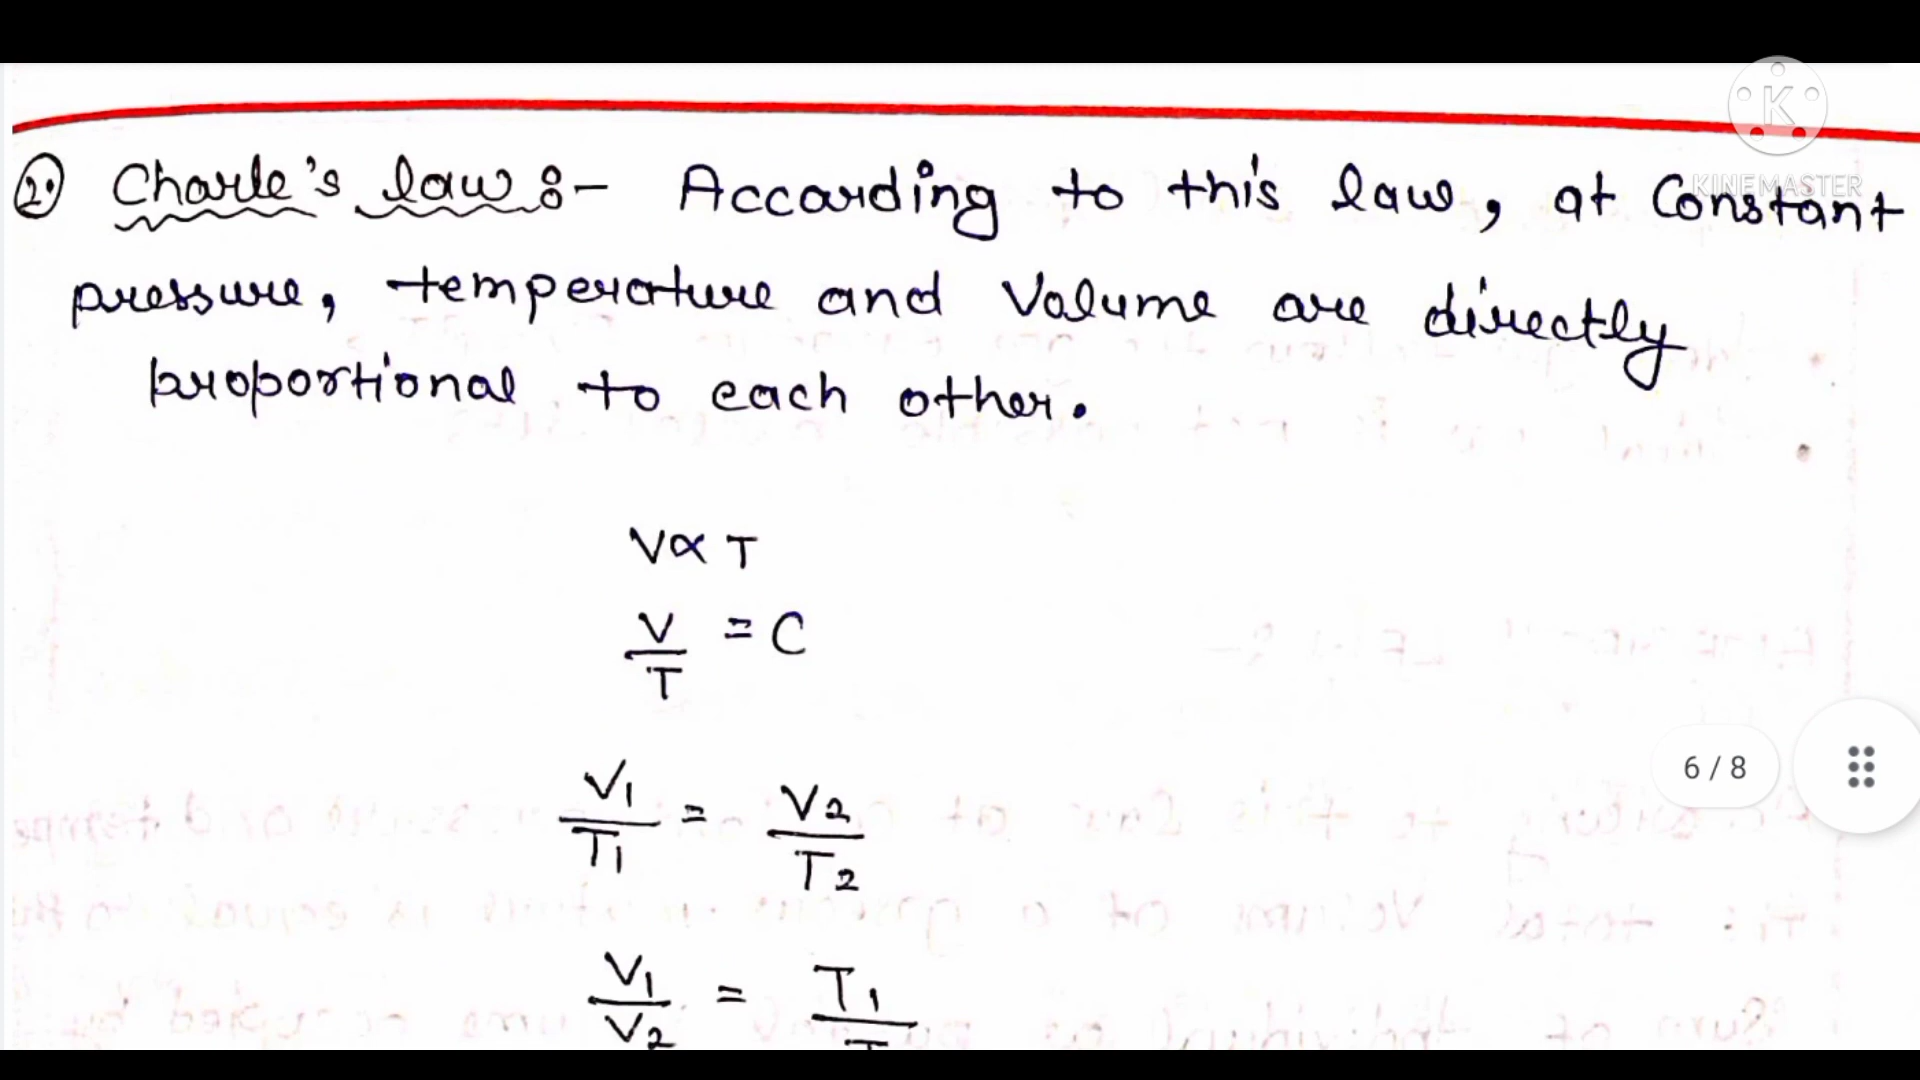 2. Charle's law :- According to this law, at Constant
pressure, temperature and Volume are directly
proportional to each other.
V ∝ T
V/T = C
V1/T1 = V2/T2
V1/V2 = T1/
KINEMASTER
6 / 8